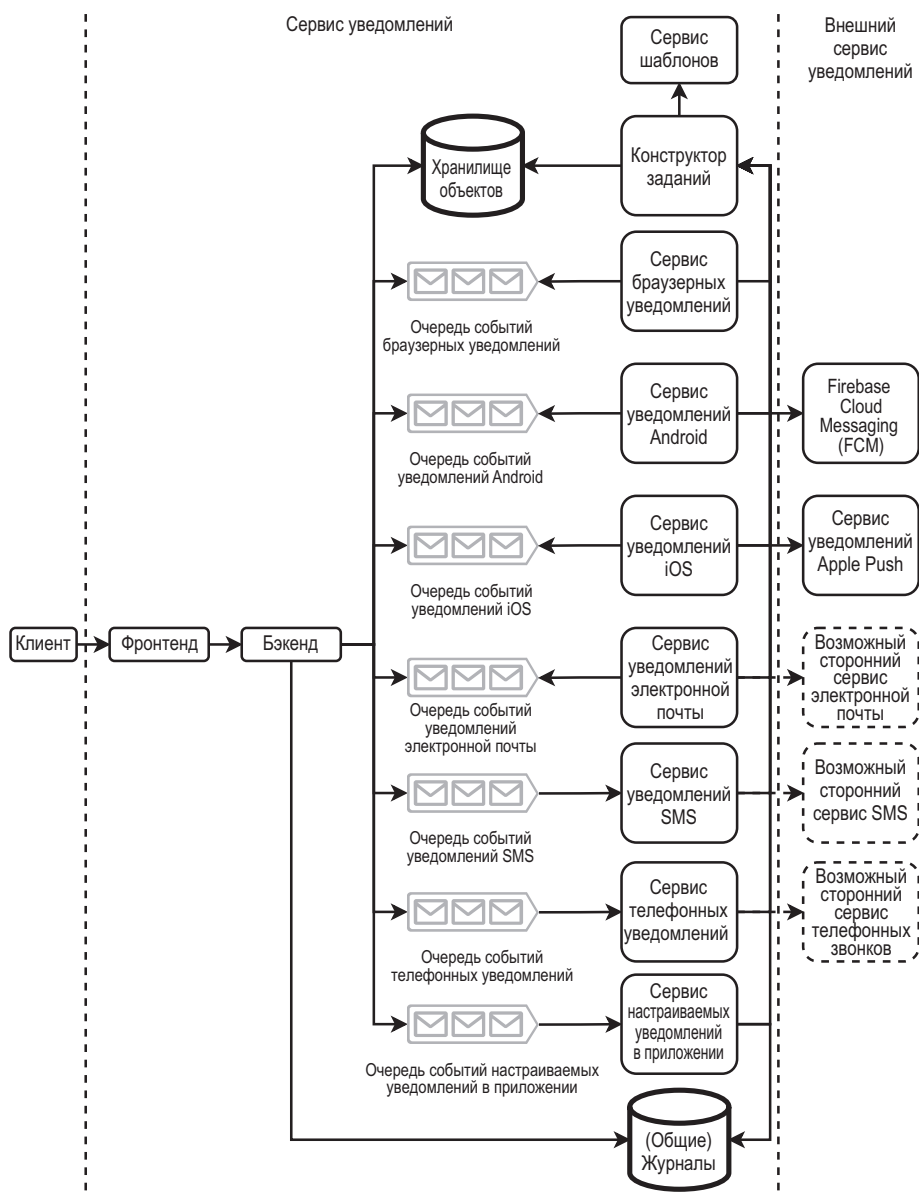 Сервис уведомлений
Внешний
сервис
уведомлений
Сервис
шаблонов
Хранилище
объектов
Конструктор
заданий
Очередь событий
браузерных уведомлений
Сервис
браузерных
уведомлений
Очередь событий
уведомлений Android
Сервис
уведомлений
Android
Firebase
Cloud
Messaging
(FCM)
Очередь событий
уведомлений iOS
Сервис
уведомлений
iOS
Сервис
уведомлений
Apple Push
Клиент
Фронтенд
Бэкенд
Очередь событий
уведомлений
электронной почты
Сервис
уведомлений
электронной
почты
Возможный
сторонний
сервис
электронной
почты
Очередь событий
уведомлений SMS
Сервис
уведомлений
SMS
Возможный
сторонний
сервис SMS
Очередь событий
телефонных уведомлений
Сервис
телефонных
уведомлений
Возможный
сторонний
сервис
телефонных
звонков
Очередь событий настраиваемых
уведомлений в приложении
Сервис
настраиваемых
уведомлений
в приложении
(Общие)
Журналы